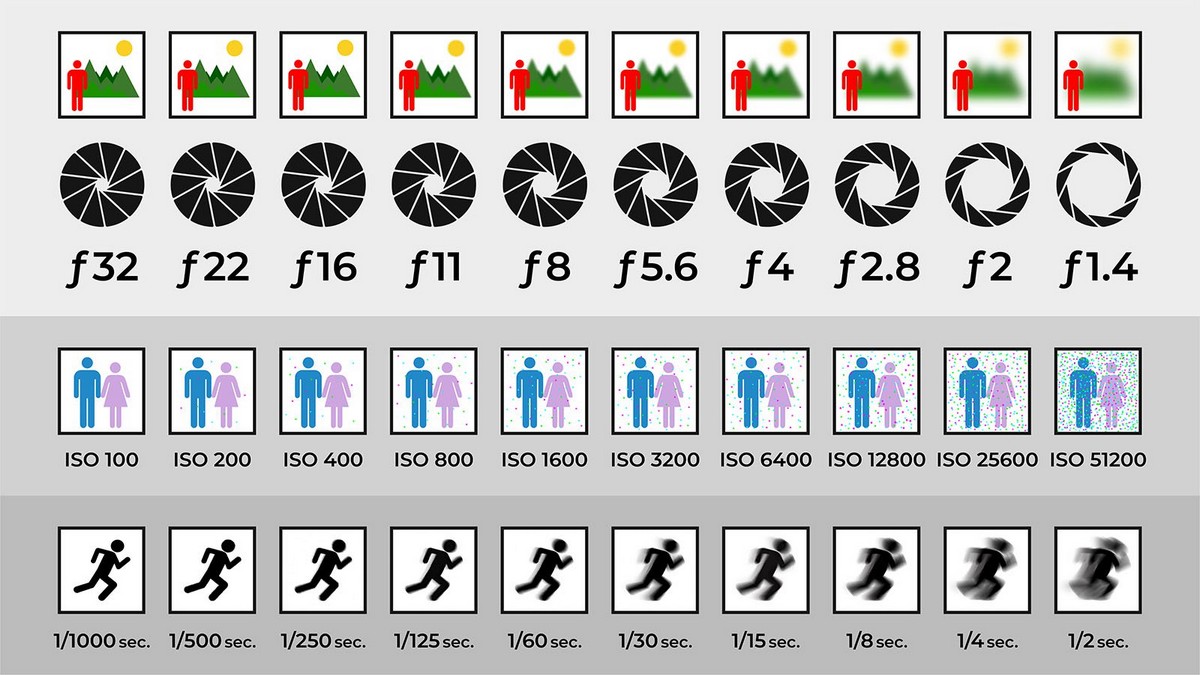 ƒ32 ƒ22 ƒ16 ƒ11 ƒ8 ƒ5.6 ƒ4 ƒ2.8 ƒ2 ƒ1.4
ISO 100 ISO 200 ISO 400 ISO 800 ISO 1600 ISO 3200 ISO 6400 ISO 12800 ISO 25600 ISO 51200
1/1000 sec. 1/500 sec. 1/250 sec. 1/125 sec. 1/60 sec. 1/30 sec. 1/15 sec. 1/8 sec. 1/4 sec. 1/2 sec.